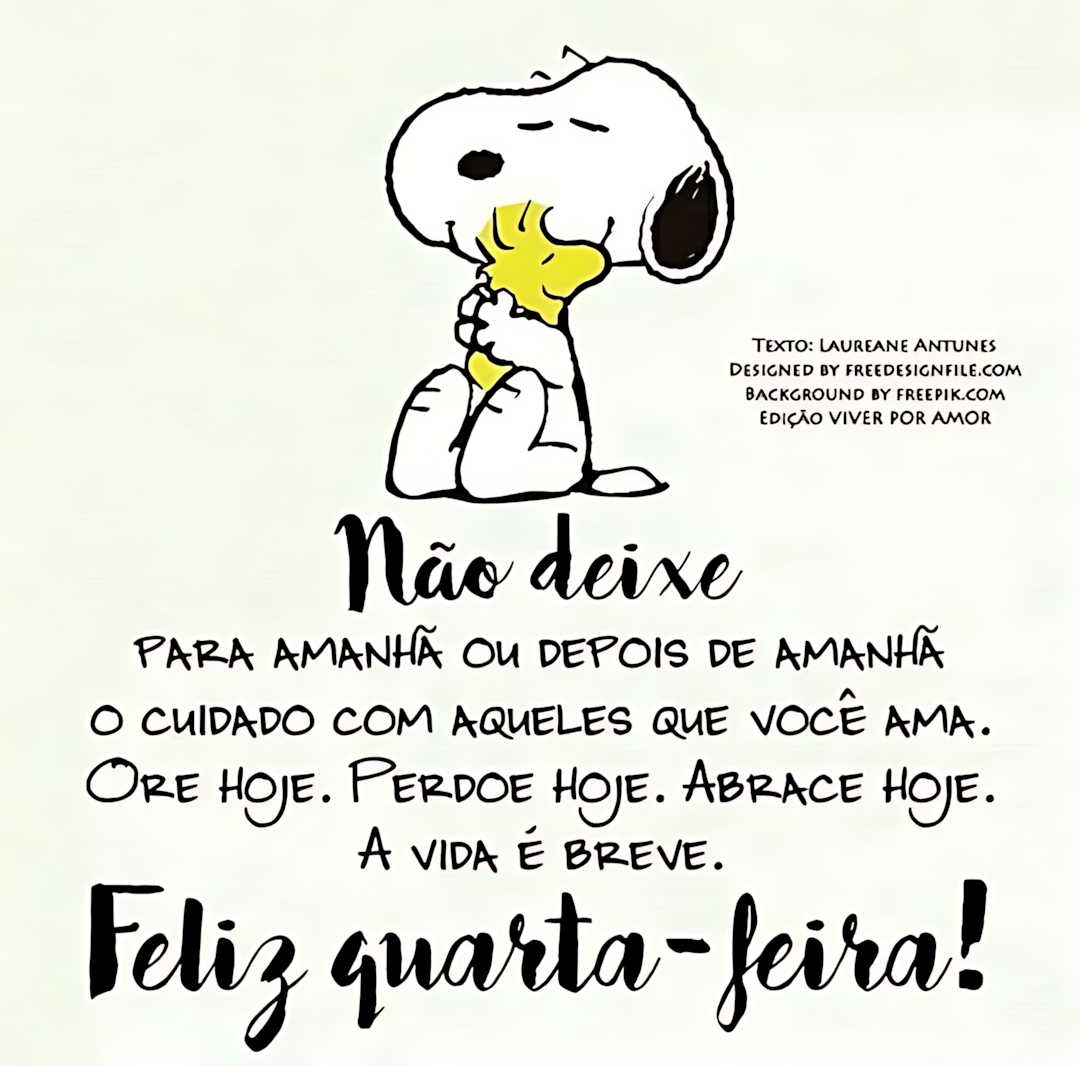 Texto: Laureane Antunes
Designed by freedesignfile.com
Background by freepik.com
Edição Viver por Amor
Não deixe
para amanhã ou depois de amanhã
o cuidado com aqueles que você ama.
Ore hoje. Perdoe hoje. Abrace hoje.
A vida é breve.
Feliz quarta-feira!